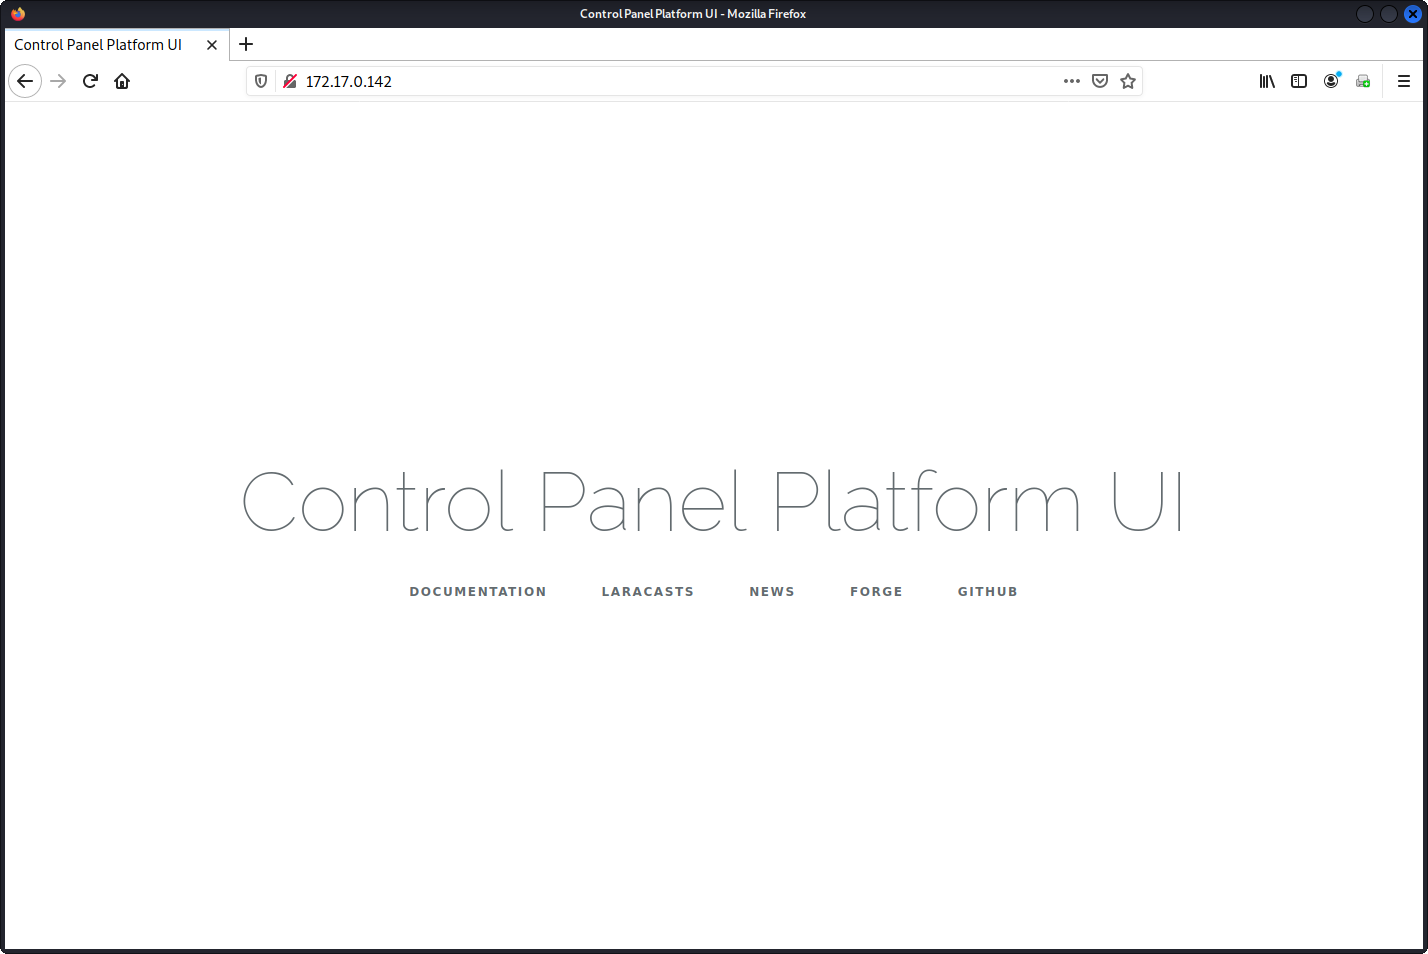 Control Panel Platform UI - Mozilla Firefox
Control Panel Platform UI
172.17.0.142
Control Panel Platform UI
DOCUMENTATION LARACASTS NEWS FORGE GITHUB